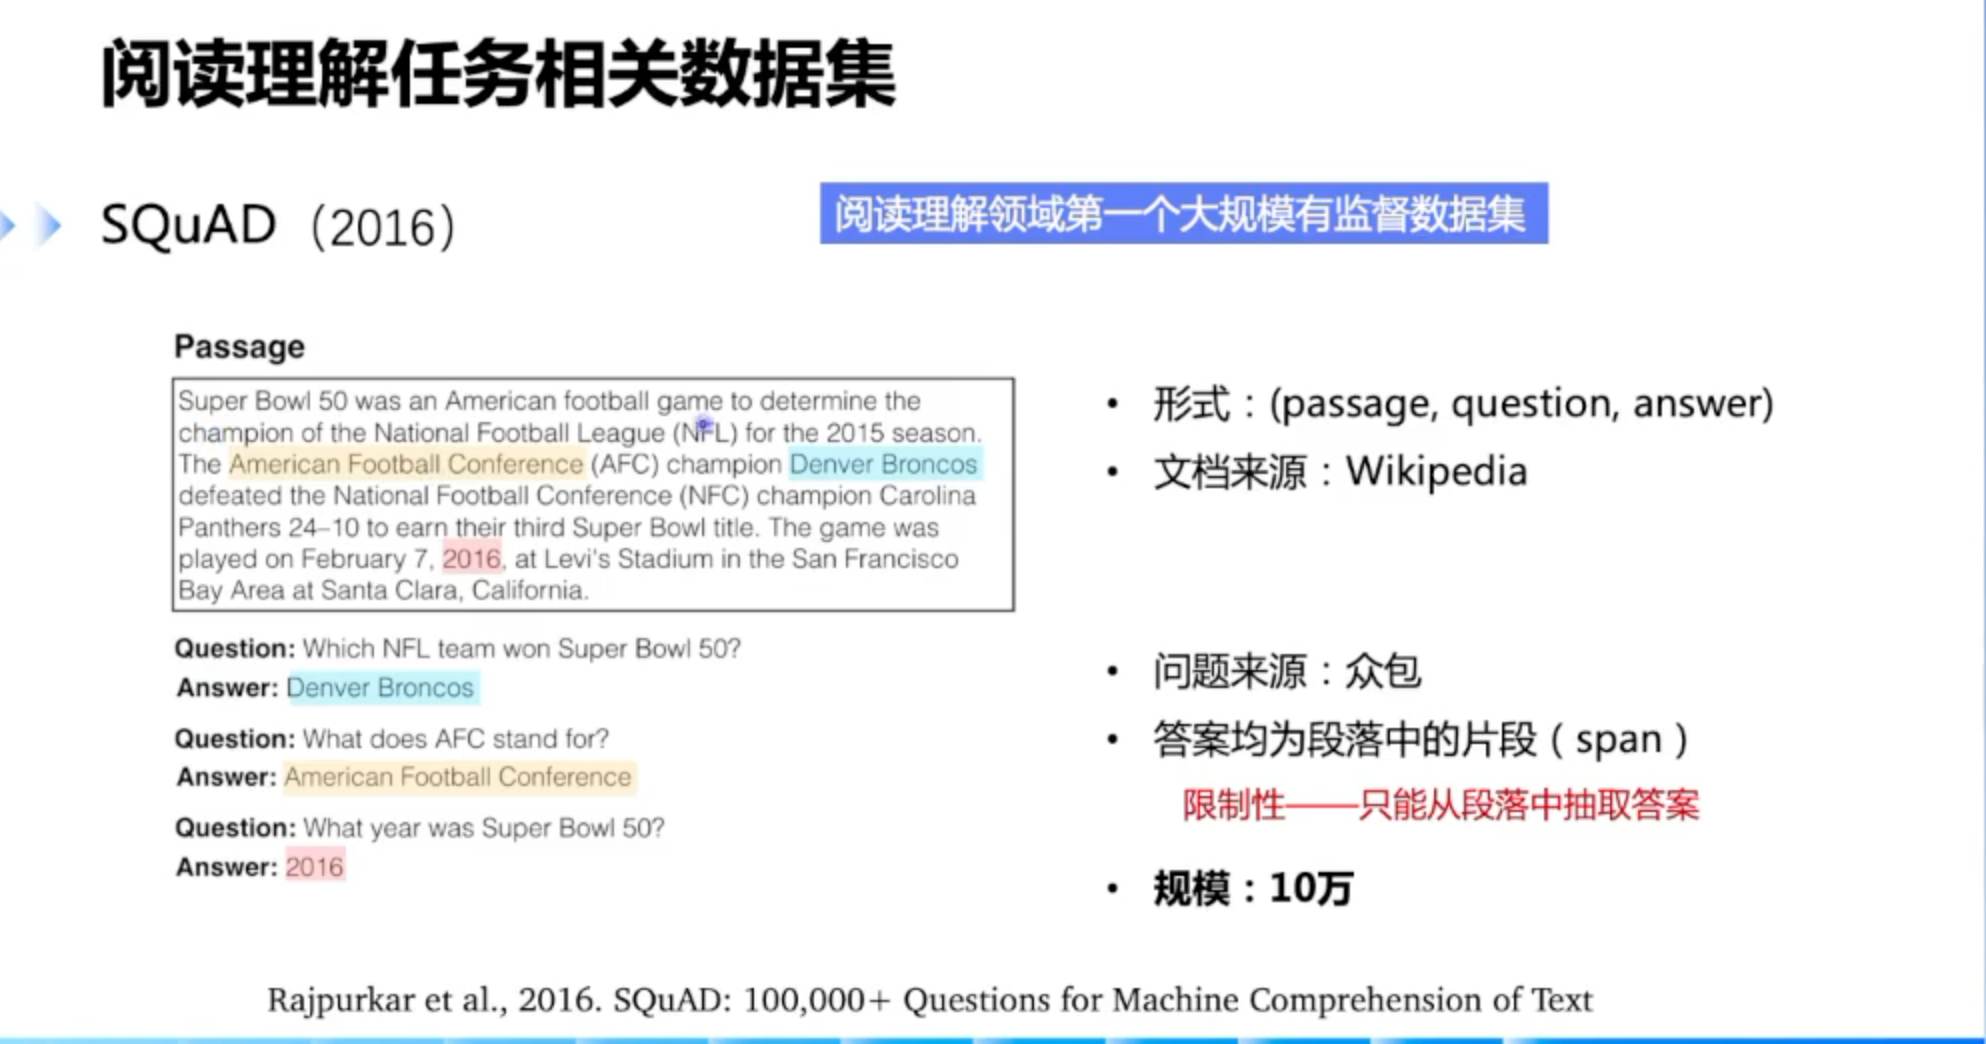 阅读理解任务相关数据集
SQuAD（2016）
阅读理解领域第一个大规模有监督数据集
Passage
Super Bowl 50 was an American football game to determine the
champion of the National Football League (NFL) for the 2015 season.
The American Football Conference (AFC) champion Denver Broncos
defeated the National Football Conference (NFC) champion Carolina
Panthers 24–10 to earn their third Super Bowl title. The game was
played on February 7, 2016, at Levi's Stadium in the San Francisco
Bay Area at Santa Clara, California.
Question: Which NFL team won Super Bowl 50?
Answer: Denver Broncos
Question: What does AFC stand for?
Answer: American Football Conference
Question: What year was Super Bowl 50?
Answer: 2016
• 形式：(passage, question, answer)
• 文档来源：Wikipedia
• 问题来源：众包
• 答案均为段落中的片段（span）
限制性——只能从段落中抽取答案
• 规模：10万
Rajpurkar et al., 2016. SQuAD: 100,000+ Questions for Machine Comprehension of Text